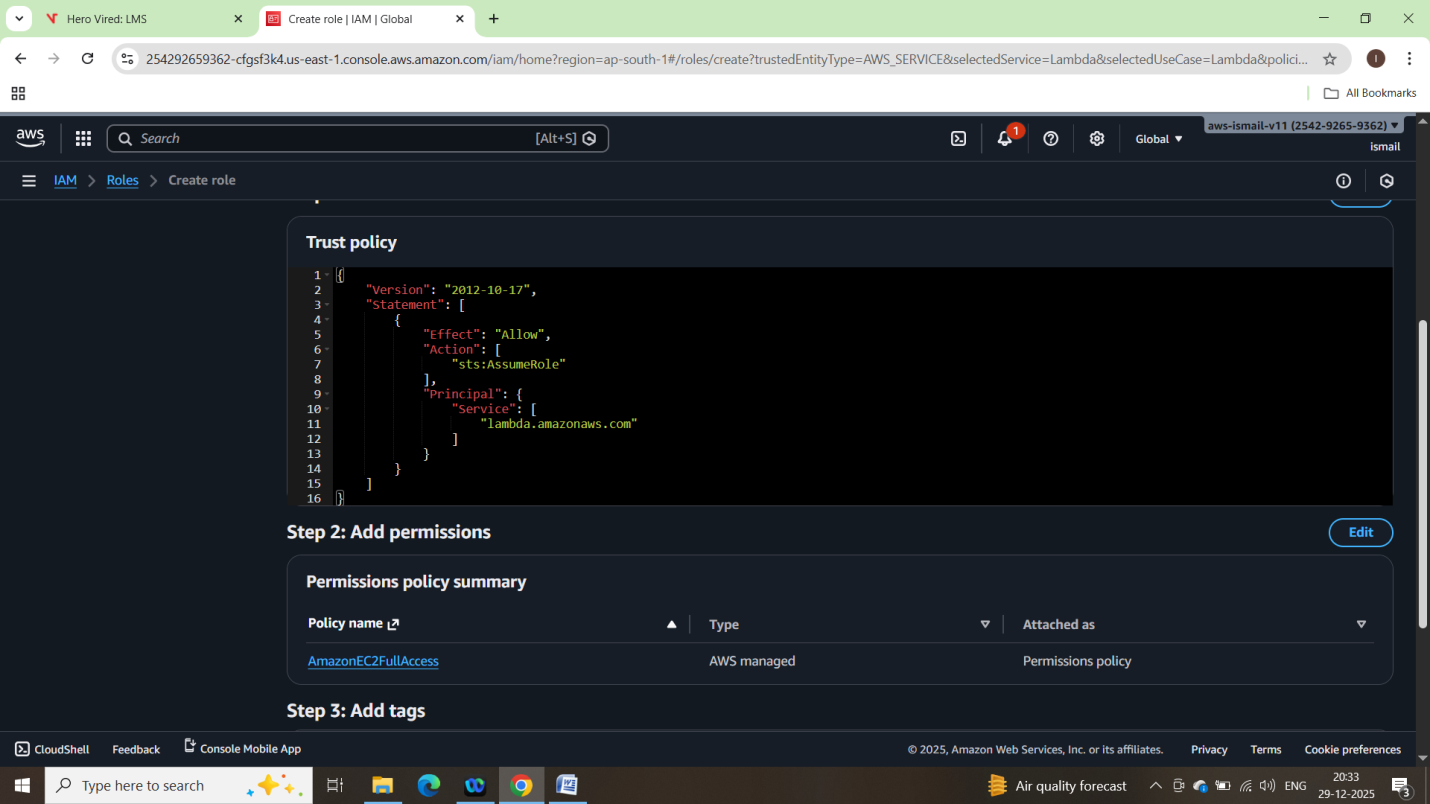 Hero Vired: LMS
Create role | IAM | Global
254292659362-cfgsf3k4.us-east-1.console.aws.amazon.com/iam/home?region=ap-south-1#/roles/create?trustedEntityType=AWS_SERVICE&selectedService=Lambda&selectedUseCase=Lambda&polici...
I
All Bookmarks
aws
Search
[Alt+S]
1
Global
aws-ismail-v11 (2542-9265-9362)
ismail
IAM
Roles
Create role
Trust policy
1 {
2 "Version": "2012-10-17",
3 "Statement": [
4 {
5 "Effect": "Allow",
6 "Action": [
7 "sts:AssumeRole"
8 ],
9 "Principal": {
10 "Service": [
11 "lambda.amazonaws.com"
12 ]
13 }
14 }
15 ]
16 }
Step 2: Add permissions
Edit
Permissions policy summary
Policy name
Type
Attached as
AmazonEC2FullAccess
AWS managed
Permissions policy
Step 3: Add tags
CloudShell
Feedback
Console Mobile App
© 2025, Amazon Web Services, Inc. or its affiliates.
Privacy
Terms
Cookie preferences
Type here to search
Air quality forecast
ENG
20:33
29-12-2025
3